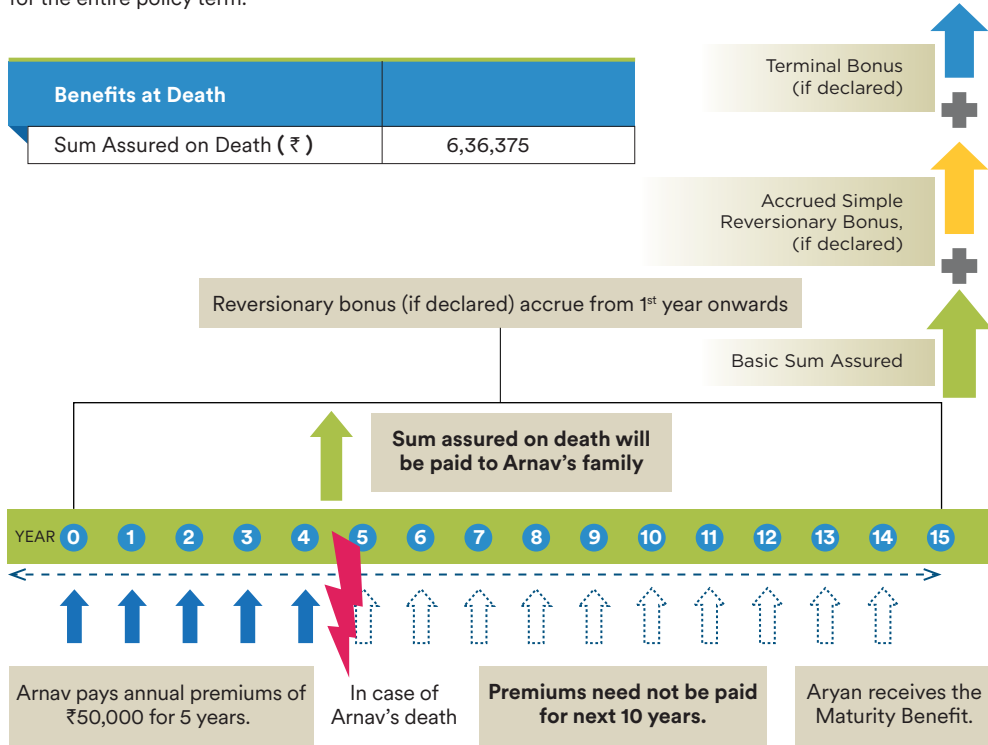 for the entire policy term.
Benefits at Death
Sum Assured on Death ( ₹ ) 6,36,375
Terminal Bonus
(if declared)
Accrued Simple
Reversionary Bonus,
(if declared)
Reversionary bonus (if declared) accrue from 1st year onwards
Basic Sum Assured
Sum assured on death will
be paid to Arnav's family
YEAR 0 1 2 3 4 5 6 7 8 9 10 11 12 13 14 15
Arnav pays annual premiums of
₹50,000 for 5 years.
In case of
Arnav's death
Premiums need not be paid
for next 10 years.
Aryan receives the
Maturity Benefit.